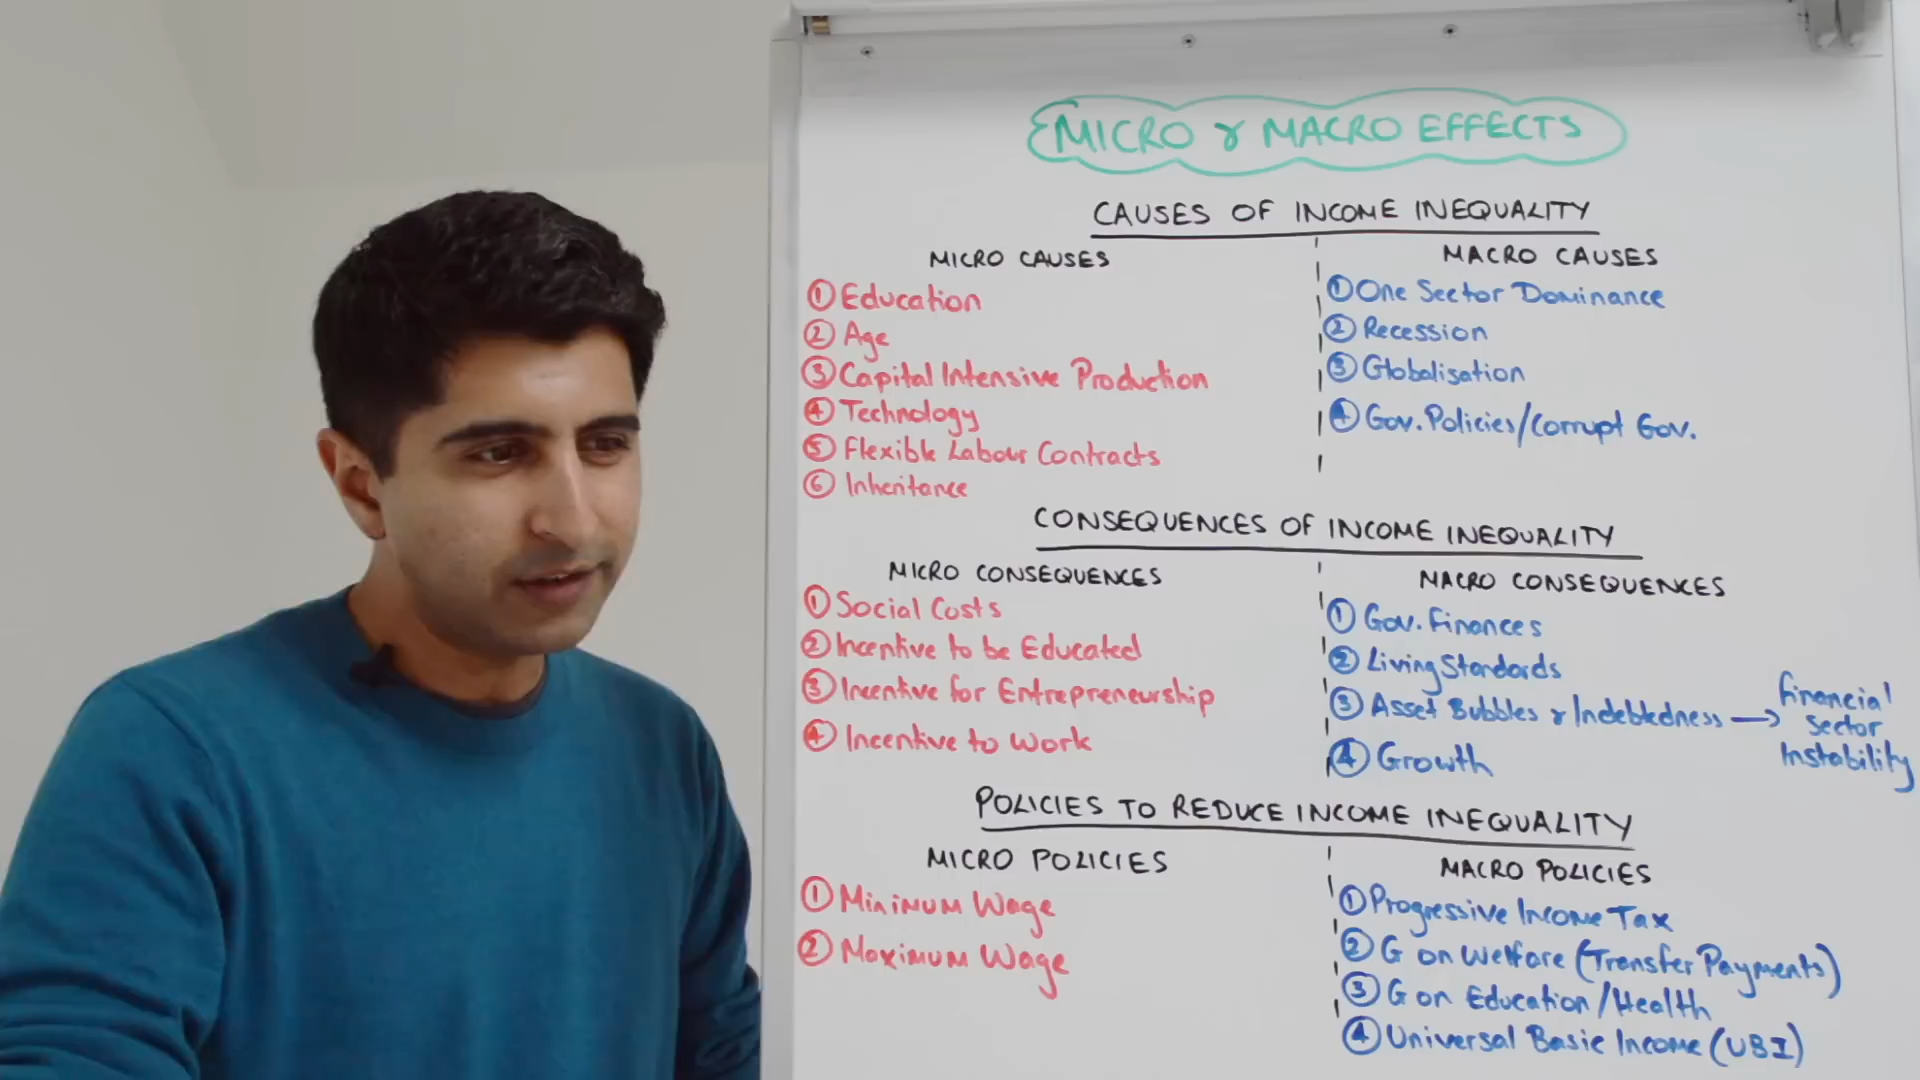 MICRO & MACRO EFFECTS
CAUSES OF INCOME INEQUALITY
MICRO CAUSES
① Education
② Age
③ Capital Intensive Production
④ Technology
⑤ Flexible Labour Contracts
⑥ Inheritance
MACRO CAUSES
① One Sector Dominance
② Recession
③ Globalisation
④ Gov. Policies/Corrupt Gov.
CONSEQUENCES OF INCOME INEQUALITY
MICRO CONSEQUENCES
① Social Costs
② Incentive to be Educated
③ Incentive for Entrepreneurship
④ Incentive to Work
MACRO CONSEQUENCES
① Gov. Finances
② Living Standards
③ Asset Bubbles & Indebtedness → Financial
Sector
Instability
④ Growth
POLICIES TO REDUCE INCOME INEQUALITY
MICRO POLICIES
① Minimum Wage
② Maximum Wage
MACRO POLICIES
① Progressive Income Tax
② G on Welfare (Transfer Payments)
③ G on Education/Health
④ Universal Basic Income (UBI)